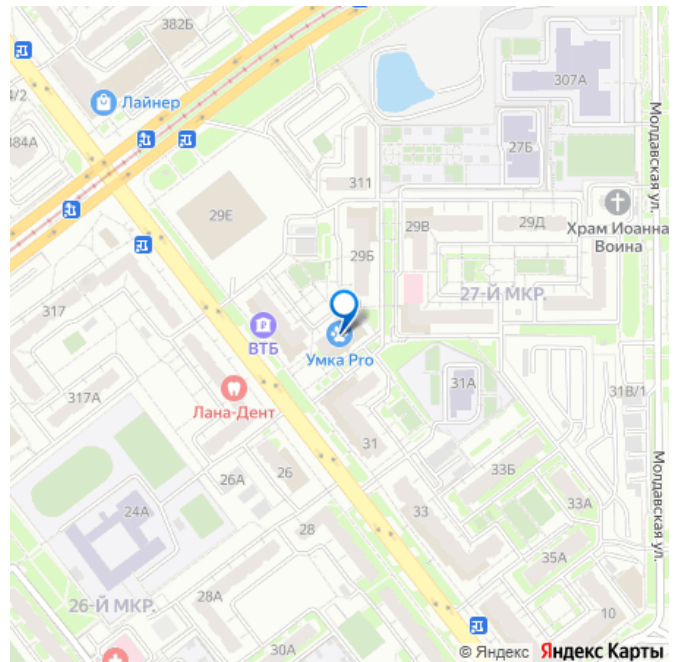 382Б
4/2
Лайнер
307А
384А
Молдавская ул.
27Б
311
29Е
29В
29Д
Храм Иоанна
Воина
29Б
27-Й МКР.
317
ВТБ
Умка Pro
31А
317А
Лана-Дент
31В/1
31
26А
26
33Б
Молдавская ул.
24А
33
33А
28
35А
26-Й МКР.
28А
10
30А
© Яндекс Яндекс Карты